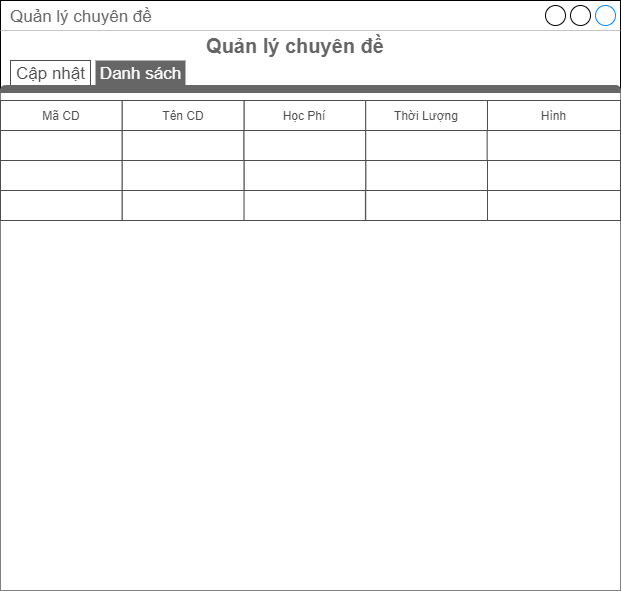 Quản lý chuyên đề
Quản lý chuyên đề
Cập nhật Danh sách
Mã CD Tên CD Học Phí Thời Lượng Hình